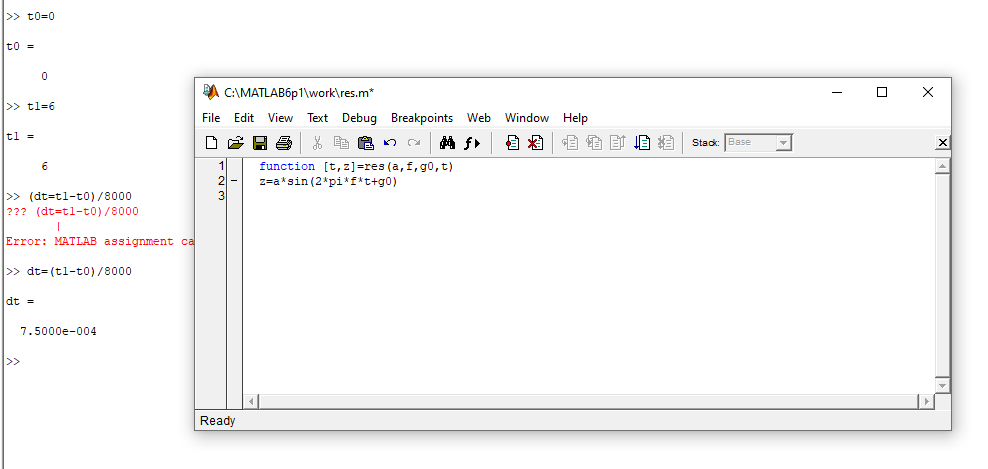 >> t0=0
t0 =
0
>> t1=6
t1 =
6
>> (dt=t1-t0)/8000
??? (dt=t1-t0)/8000
|
Error: MATLAB assignment ca
>> dt=(t1-t0)/8000
dt =
7.5000e-004
>>
C:\MATLAB6p1\work\res.m*
File Edit View Text Debug Breakpoints Web Window Help
Stack: Base
1 function [t,z]=res(a,f,g0,t)
2 – z=a*sin(2*pi*f*t+g0)
3
Ready